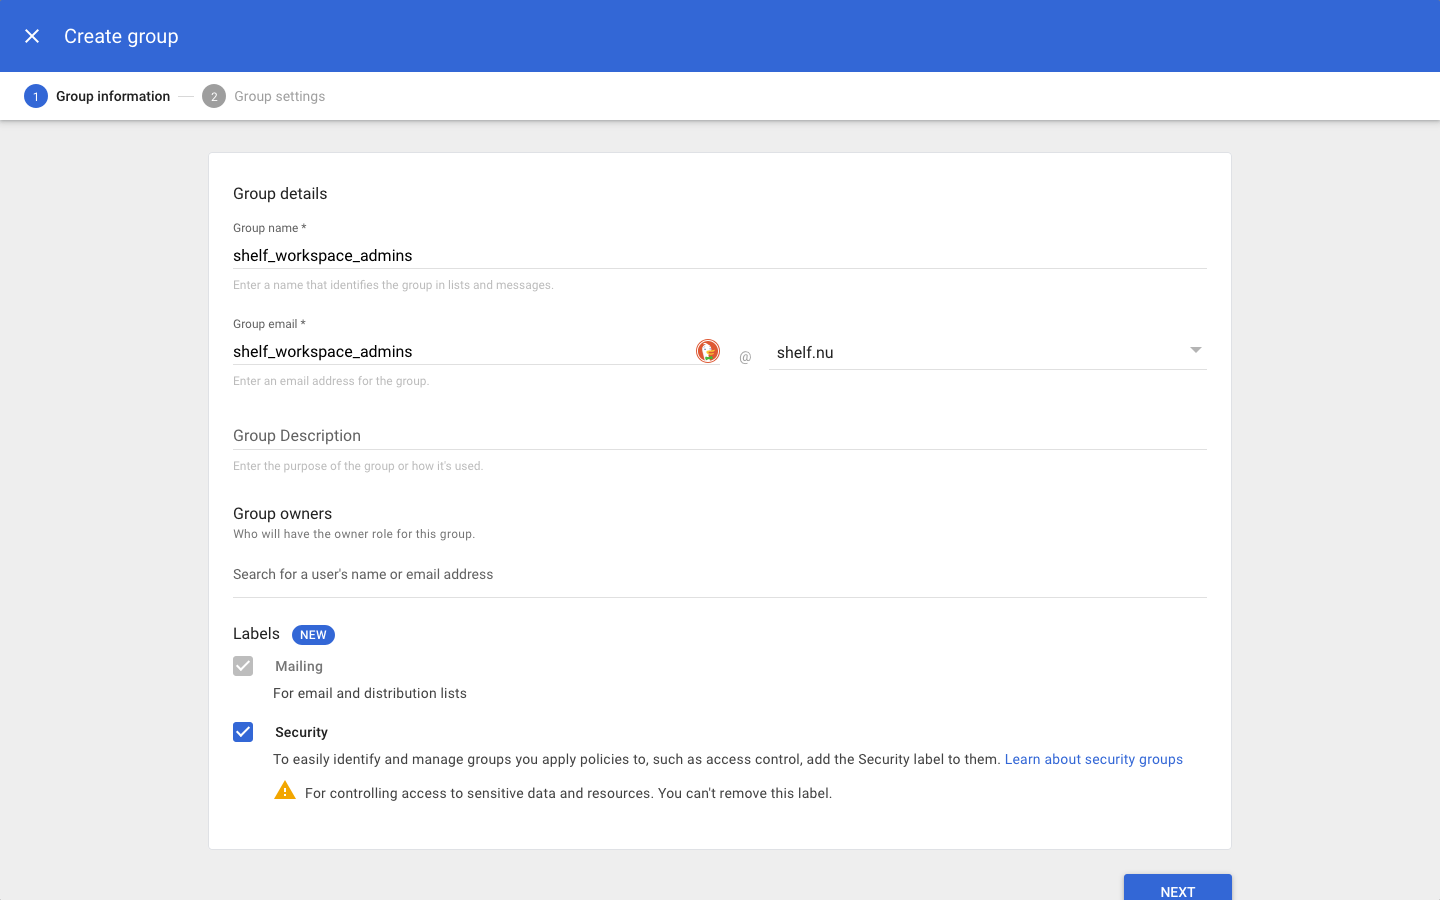 Create group
1 Group information 2 Group settings
Group details
Group name *
shelf_workspace_admins
Enter a name that identifies the group in lists and messages.
Group email *
shelf_workspace_admins @ shelf.nu
Enter an email address for the group.
Group Description
Enter the purpose of the group or how it's used.
Group owners
Who will have the owner role for this group.
Search for a user's name or email address
Labels NEW
Mailing
For email and distribution lists
Security
To easily identify and manage groups you apply policies to, such as access control, add the Security label to them. Learn about security groups
For controlling access to sensitive data and resources. You can't remove this label.
NEXT